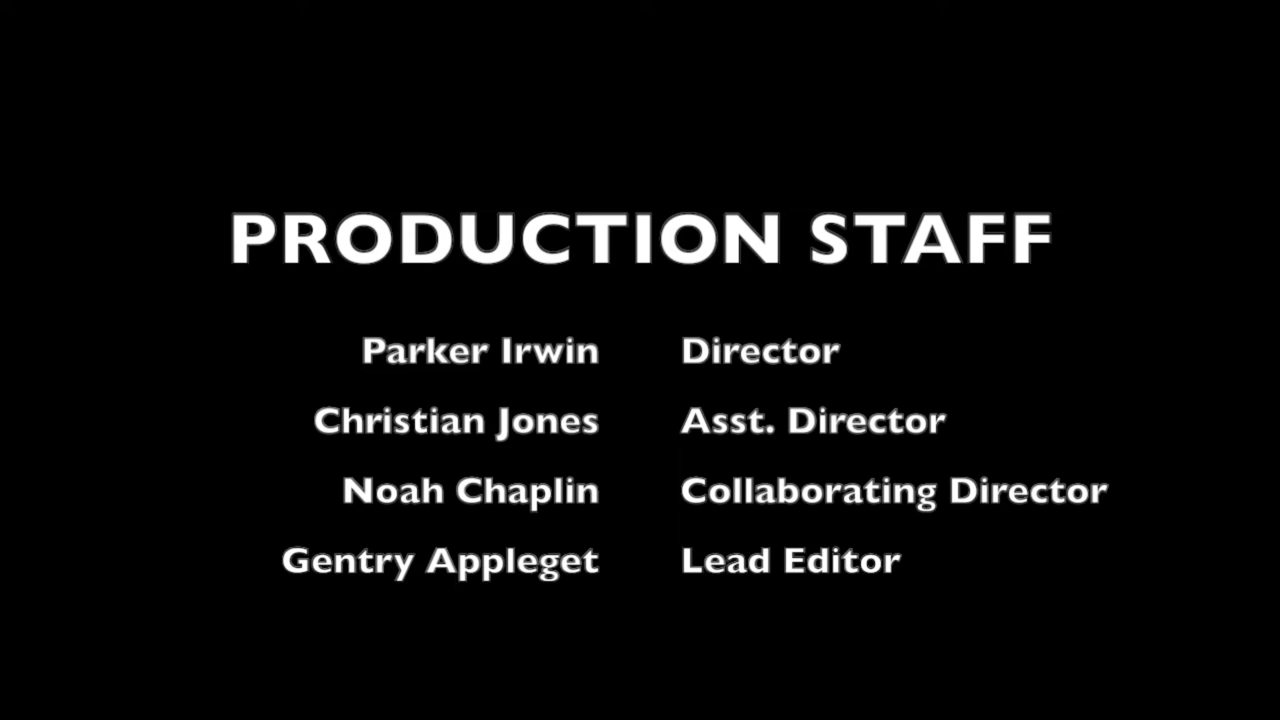 PRODUCTION STAFF
Parker Irwin Director
Christian Jones Asst. Director
Noah Chaplin Collaborating Director
Gentry Appleget Lead Editor